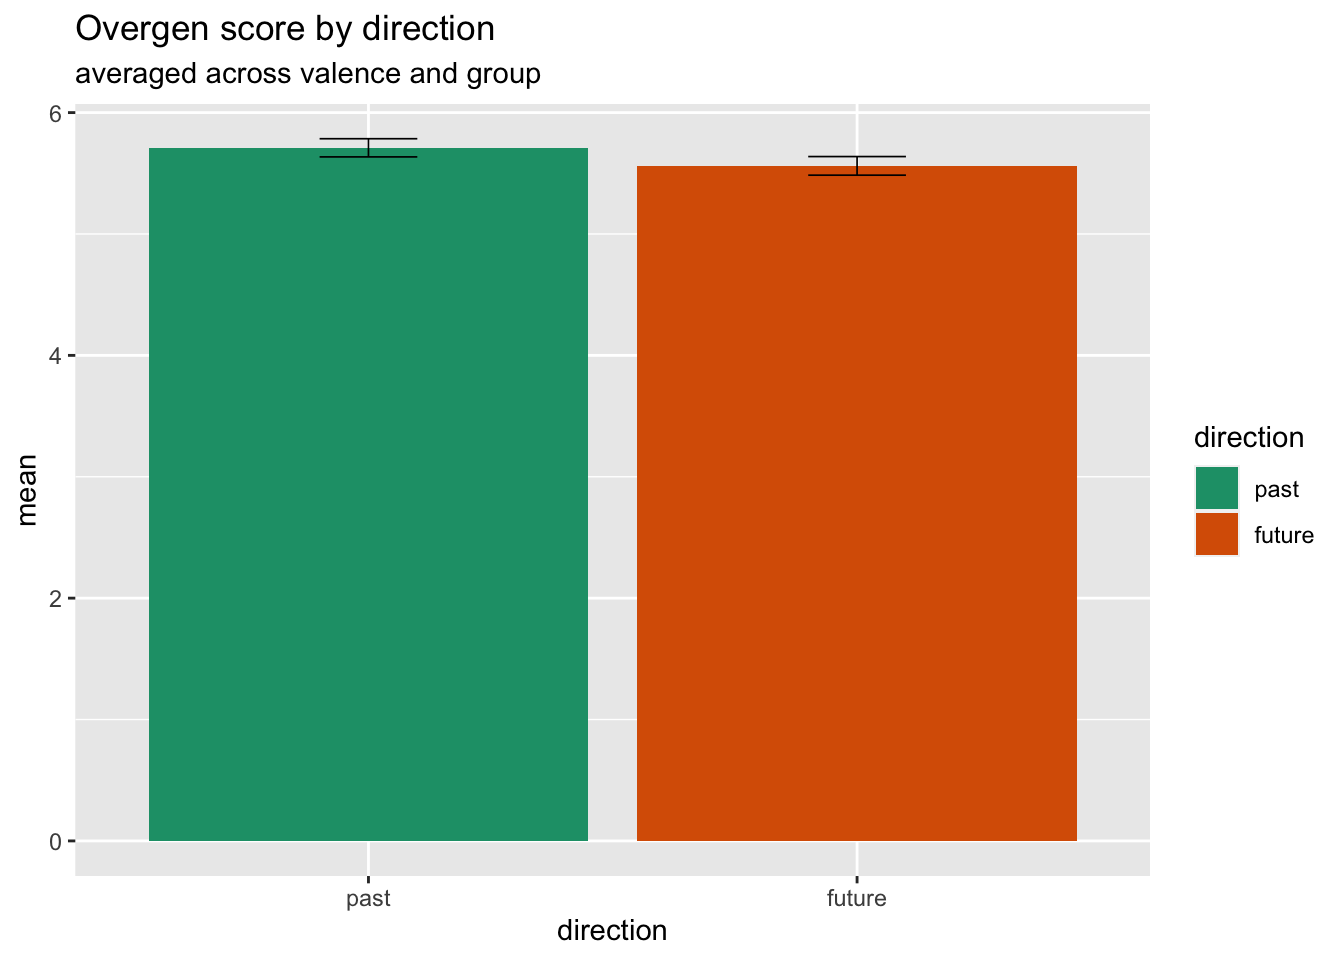 Overgen score by direction
averaged across valence and group
6
4
2
0
mean
past
future
direction
direction
past
future